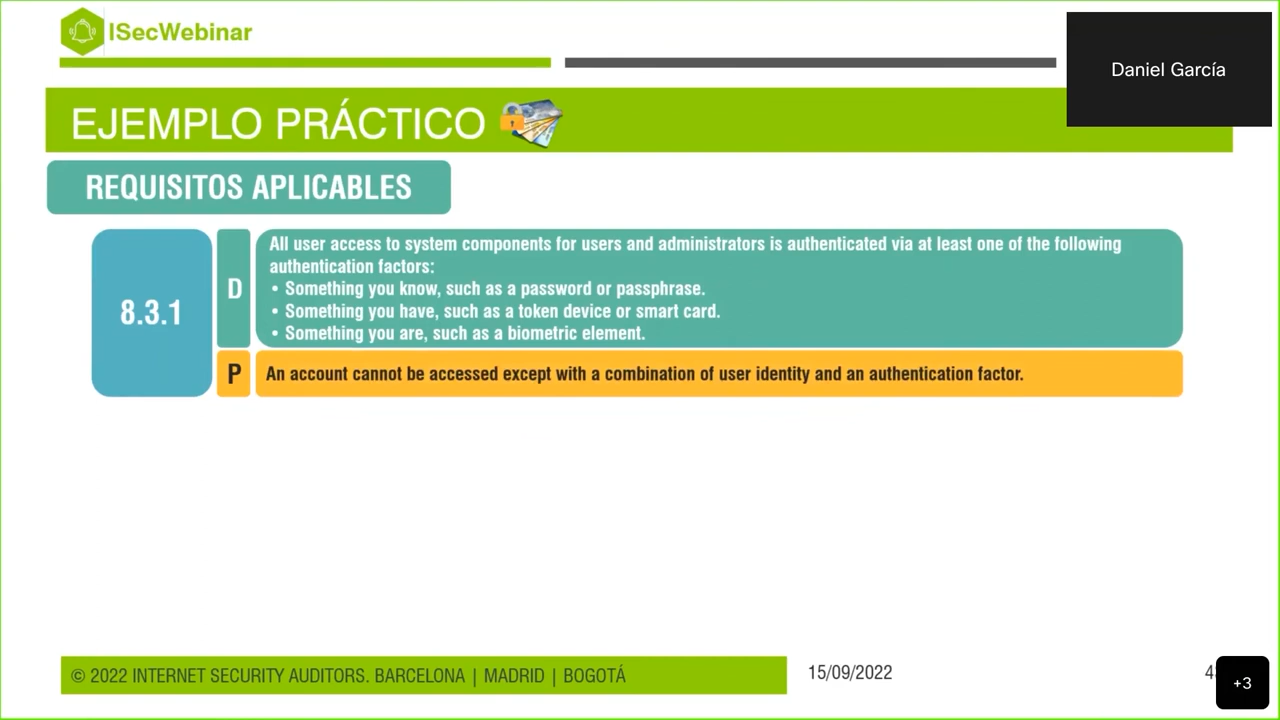 ISecWebinar
Daniel García
EJEMPLO PRÁCTICO
REQUISITOS APLICABLES
8.3.1
D
All user access to system components for users and administrators is authenticated via at least one of the following
authentication factors:
• Something you know, such as a password or passphrase.
• Something you have, such as a token device or smart card.
• Something you are, such as a biometric element.
P
An account cannot be accessed except with a combination of user identity and an authentication factor.
© 2022 INTERNET SECURITY AUDITORS. BARCELONA | MADRID | BOGOTÁ
15/09/2022
+3